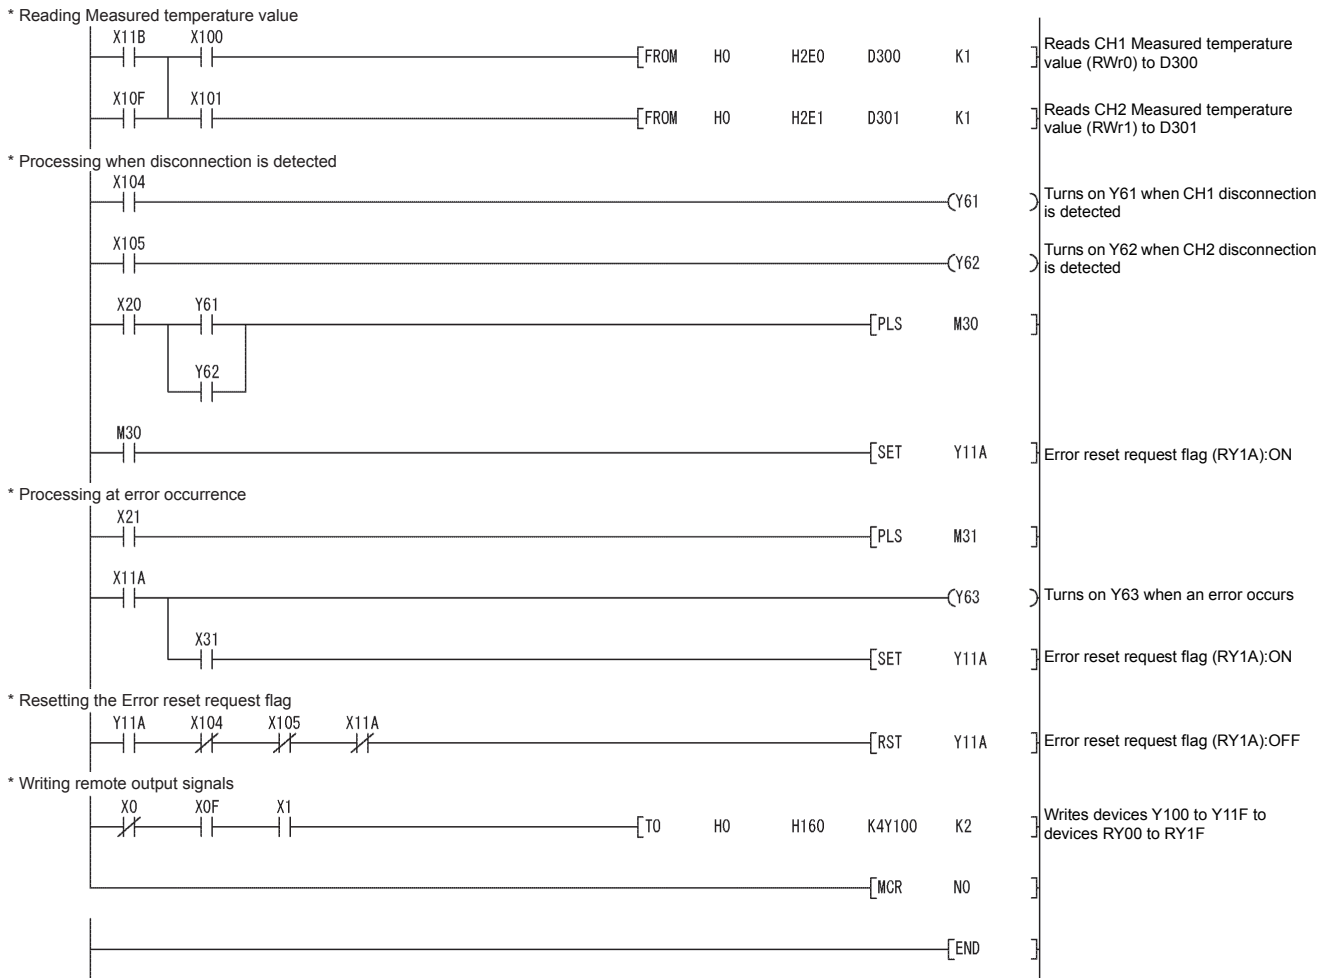 * Reading Measured temperature value
X11B X100
FROM H0 H2E0 D300 K1
Reads CH1 Measured temperature
value (RWr0) to D300
X10F X101
FROM H0 H2E1 D301 K1
Reads CH2 Measured temperature
value (RWr1) to D301
* Processing when disconnection is detected
X104
Y61
Turns on Y61 when CH1 disconnection
is detected
X105
Y62
Turns on Y62 when CH2 disconnection
is detected
X20 Y61
PLS M30
Y62
M30
SET Y11A
Error reset request flag (RY1A):ON
* Processing at error occurrence
X21
PLS M31
X11A
Y63
Turns on Y63 when an error occurs
X31
SET Y11A
Error reset request flag (RY1A):ON
* Resetting the Error reset request flag
Y11A X104 X105 X11A
RST Y11A
Error reset request flag (RY1A):OFF
* Writing remote output signals
X0 X0F X1
TO H0 H160 K4Y100 K2
Writes devices Y100 to Y11F to
devices RY00 to RY1F
MCR N0
END